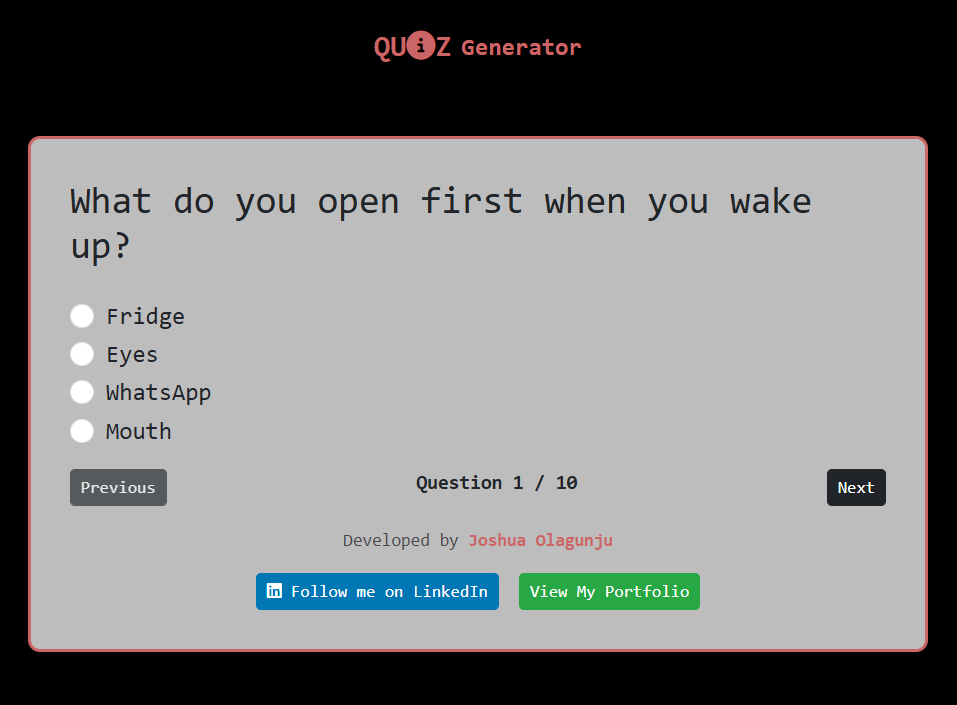 QUiZ Generator
What do you open first when you wake
up?
Fridge
Eyes
WhatsApp
Mouth
Previous
Question 1 / 10
Next
Developed by Joshua Olagunju
in Follow me on LinkedIn
View My Portfolio